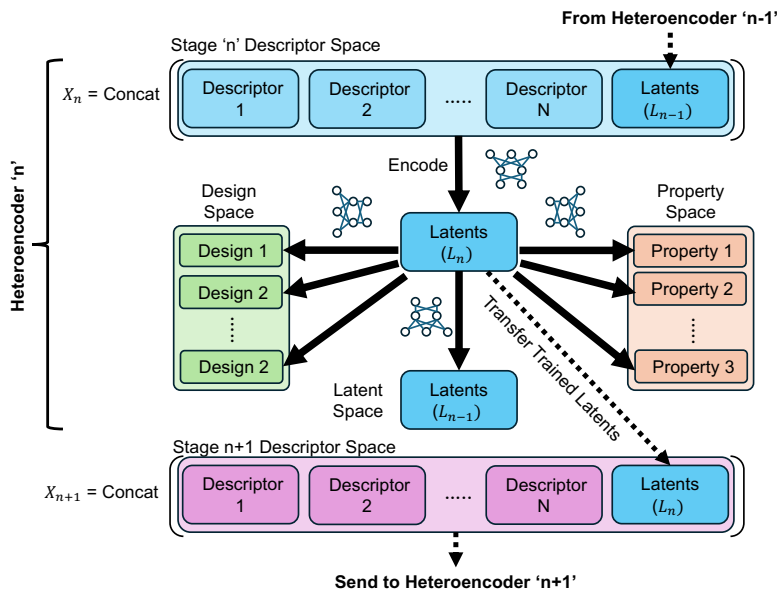 From Heteroencoder ‘n-1’
Stage ‘n’ Descriptor Space
X_n = Concat
Descriptor
1
Descriptor
2
.....
Descriptor
N
Latents
(L_{n-1})
Encode
Heteroencoder ‘n’
Design
Space
Property
Space
Latents
(L_n)
Design 1
Design 2
......
Design 2
Property 1
Property 2
......
Property 3
Latent
Space
Latents
(L_{n-1})
Transfer Trained Latents
Stage n+1 Descriptor Space
X_{n+1} = Concat
Descriptor
1
Descriptor
2
.....
Descriptor
N
Latents
(L_n)
Send to Heteroencoder ‘n+1’